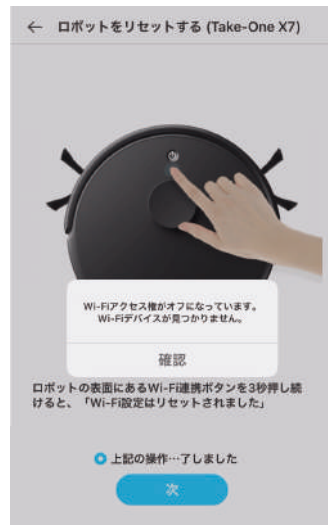 ← ロボットをリセットする (Take-One X7)
Wi-Fiアクセス権がオフになっています。
Wi-Fiデバイスが見つかりません。
確認
ロボットの表面にあるWi-Fi連携ボタンを3秒押し続
けると、「Wi-Fi設定はリセットされました」
上記の操作…了しました
次